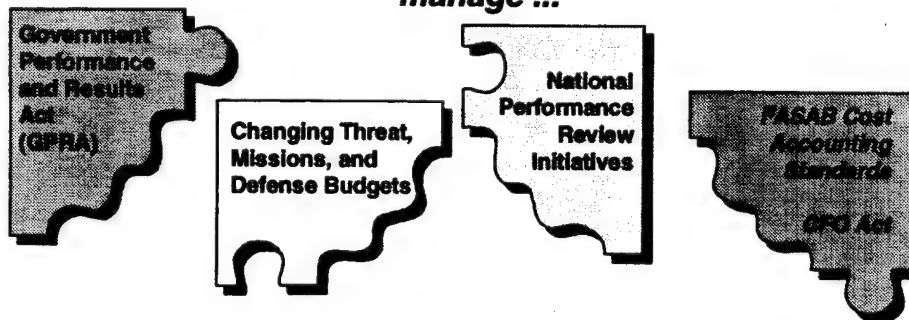 manage ...
Government
Performance
and Results
Act
(GPRA)
Changing Threat,
Missions, and
Defense Budgets
National
Performance
Review
Initiatives
FASAB Cost
Accounting
Standards
CFO Act